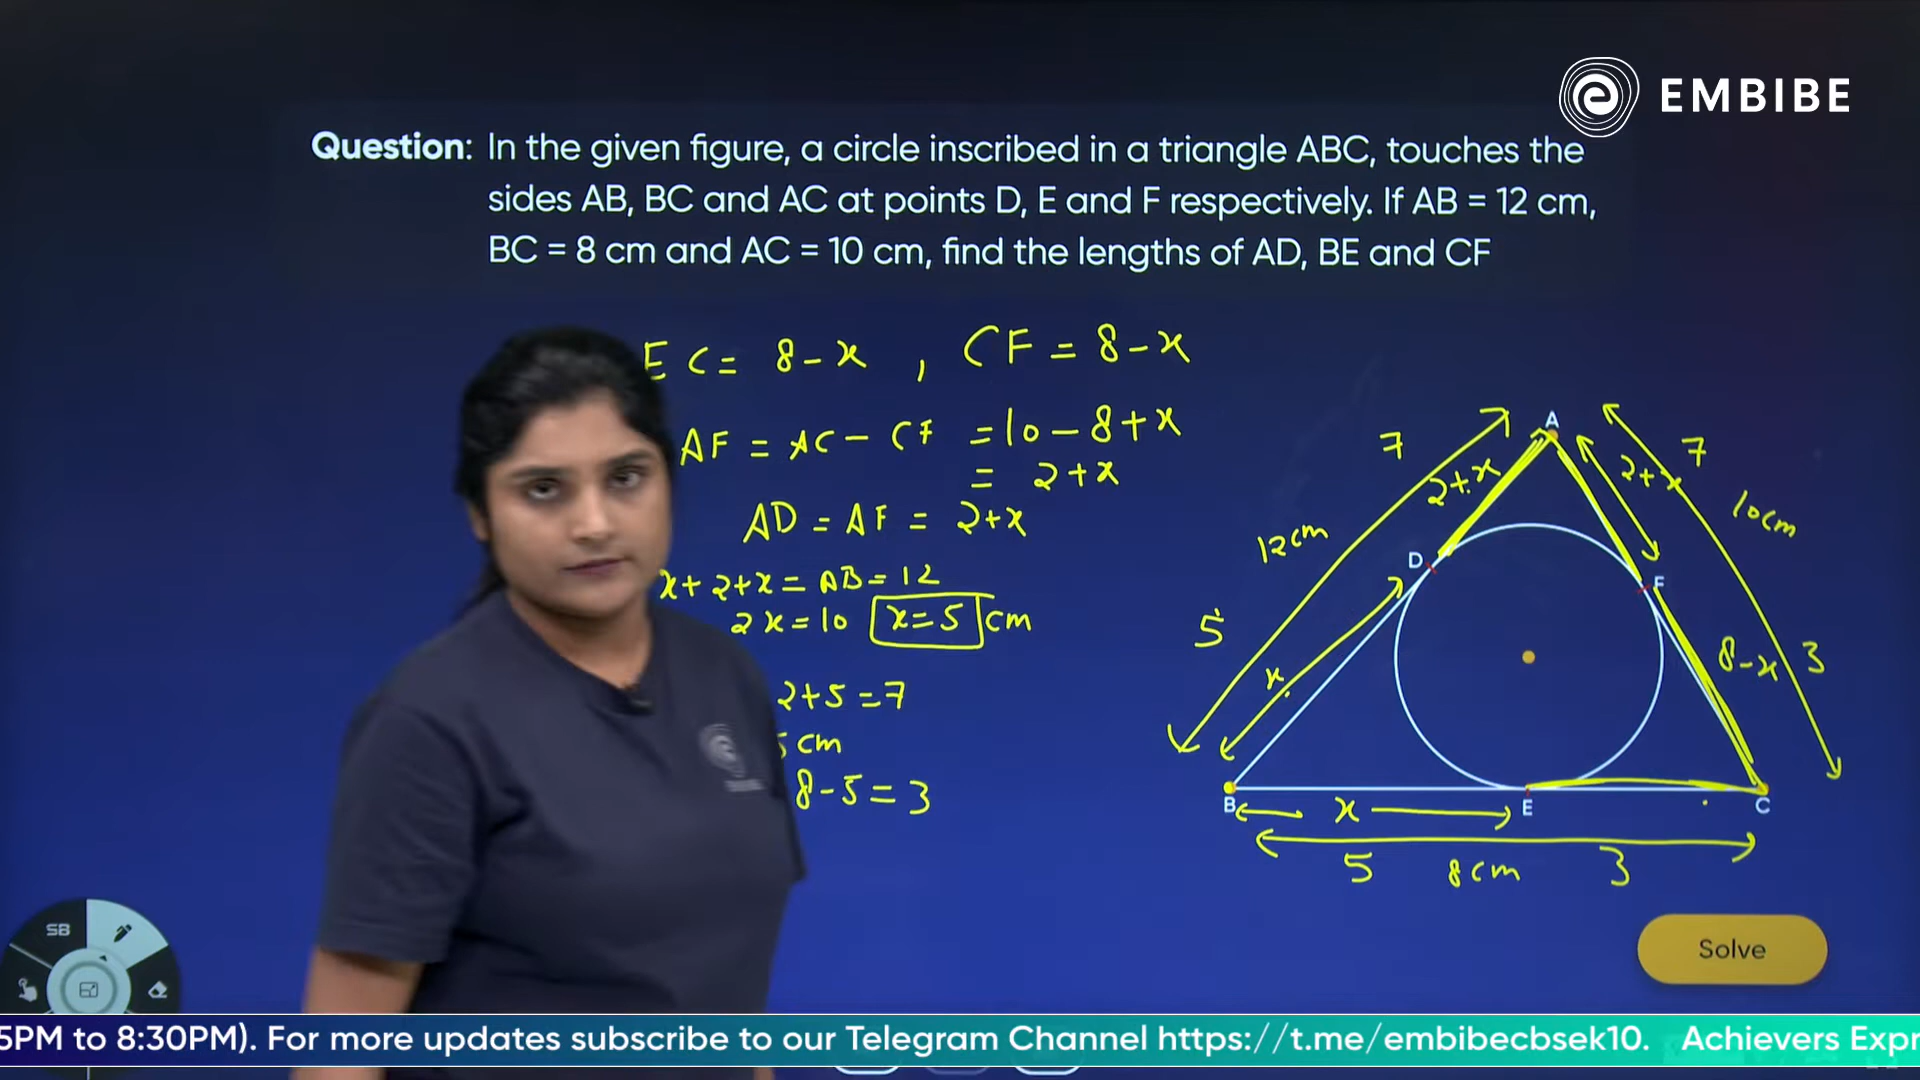 EMBIBE
Question: In the given figure, a circle inscribed in a triangle ABC, touches the
sides AB, BC and AC at points D, E and F respectively. If AB = 12 cm,
BC = 8 cm and AC = 10 cm, find the lengths of AD, BE and CF
EC = 8-x , CF = 8-x
AF = AC - CF = 10-8+x
= 2+x
AD = AF = 2+x
x+2+x = AB = 12
2x = 10 x=5 cm
2+5 = 7
cm
8-5 = 3
A
7
2+x
2+x
7
10cm
12cm
D
F
5
x
8-x
3
B
x
E
C
5
8cm
3
Solve
SB
5PM to 8:30PM). For more updates subscribe to our Telegram Channel https://t.me/embibecbsek10. Achievers Expr